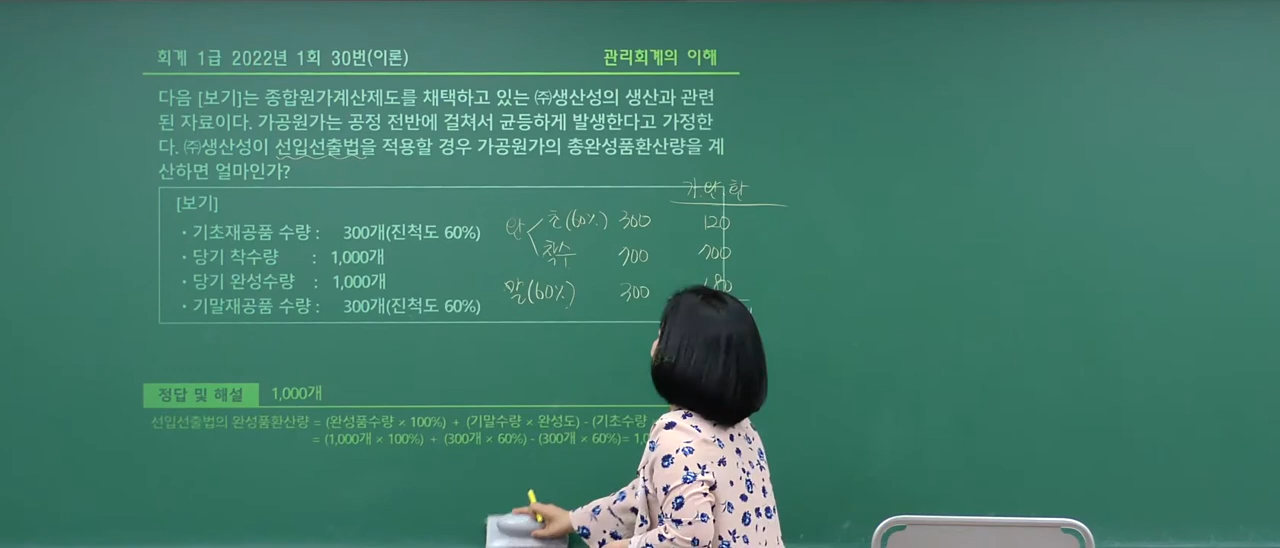 회계 1급 2022년 1회 30번(이론) 관리회계의 이해
다음 [보기]는 종합원가계산제도를 채택하고 있는 ㈜생산성의 생산과 관련
된 자료이다. 가공원가는 공정 전반에 걸쳐서 균등하게 발생한다고 가정한
다. ㈜생산성이 선입선출법을 적용할 경우 가공원가의 총완성품환산량을 계
산하면 얼마인가?
[보기]
· 기초재공품 수량 : 300개(진척도 60%)
· 당기 착수량 : 1,000개
· 당기 완성수량 : 1,000개
· 기말재공품 수량 : 300개(진척도 60%)
가 완 환
완 초(60%) 300 120
착수 700 700
말(60%) 300 180
정답 및 해설 1,000개
선입선출법의 완성품환산량 = (완성품수량 × 100%) + (기말수량 × 완성도) - (기초수량
= (1,000개 × 100%) + (300개 × 60%) - (300개 × 60%)= 1,0